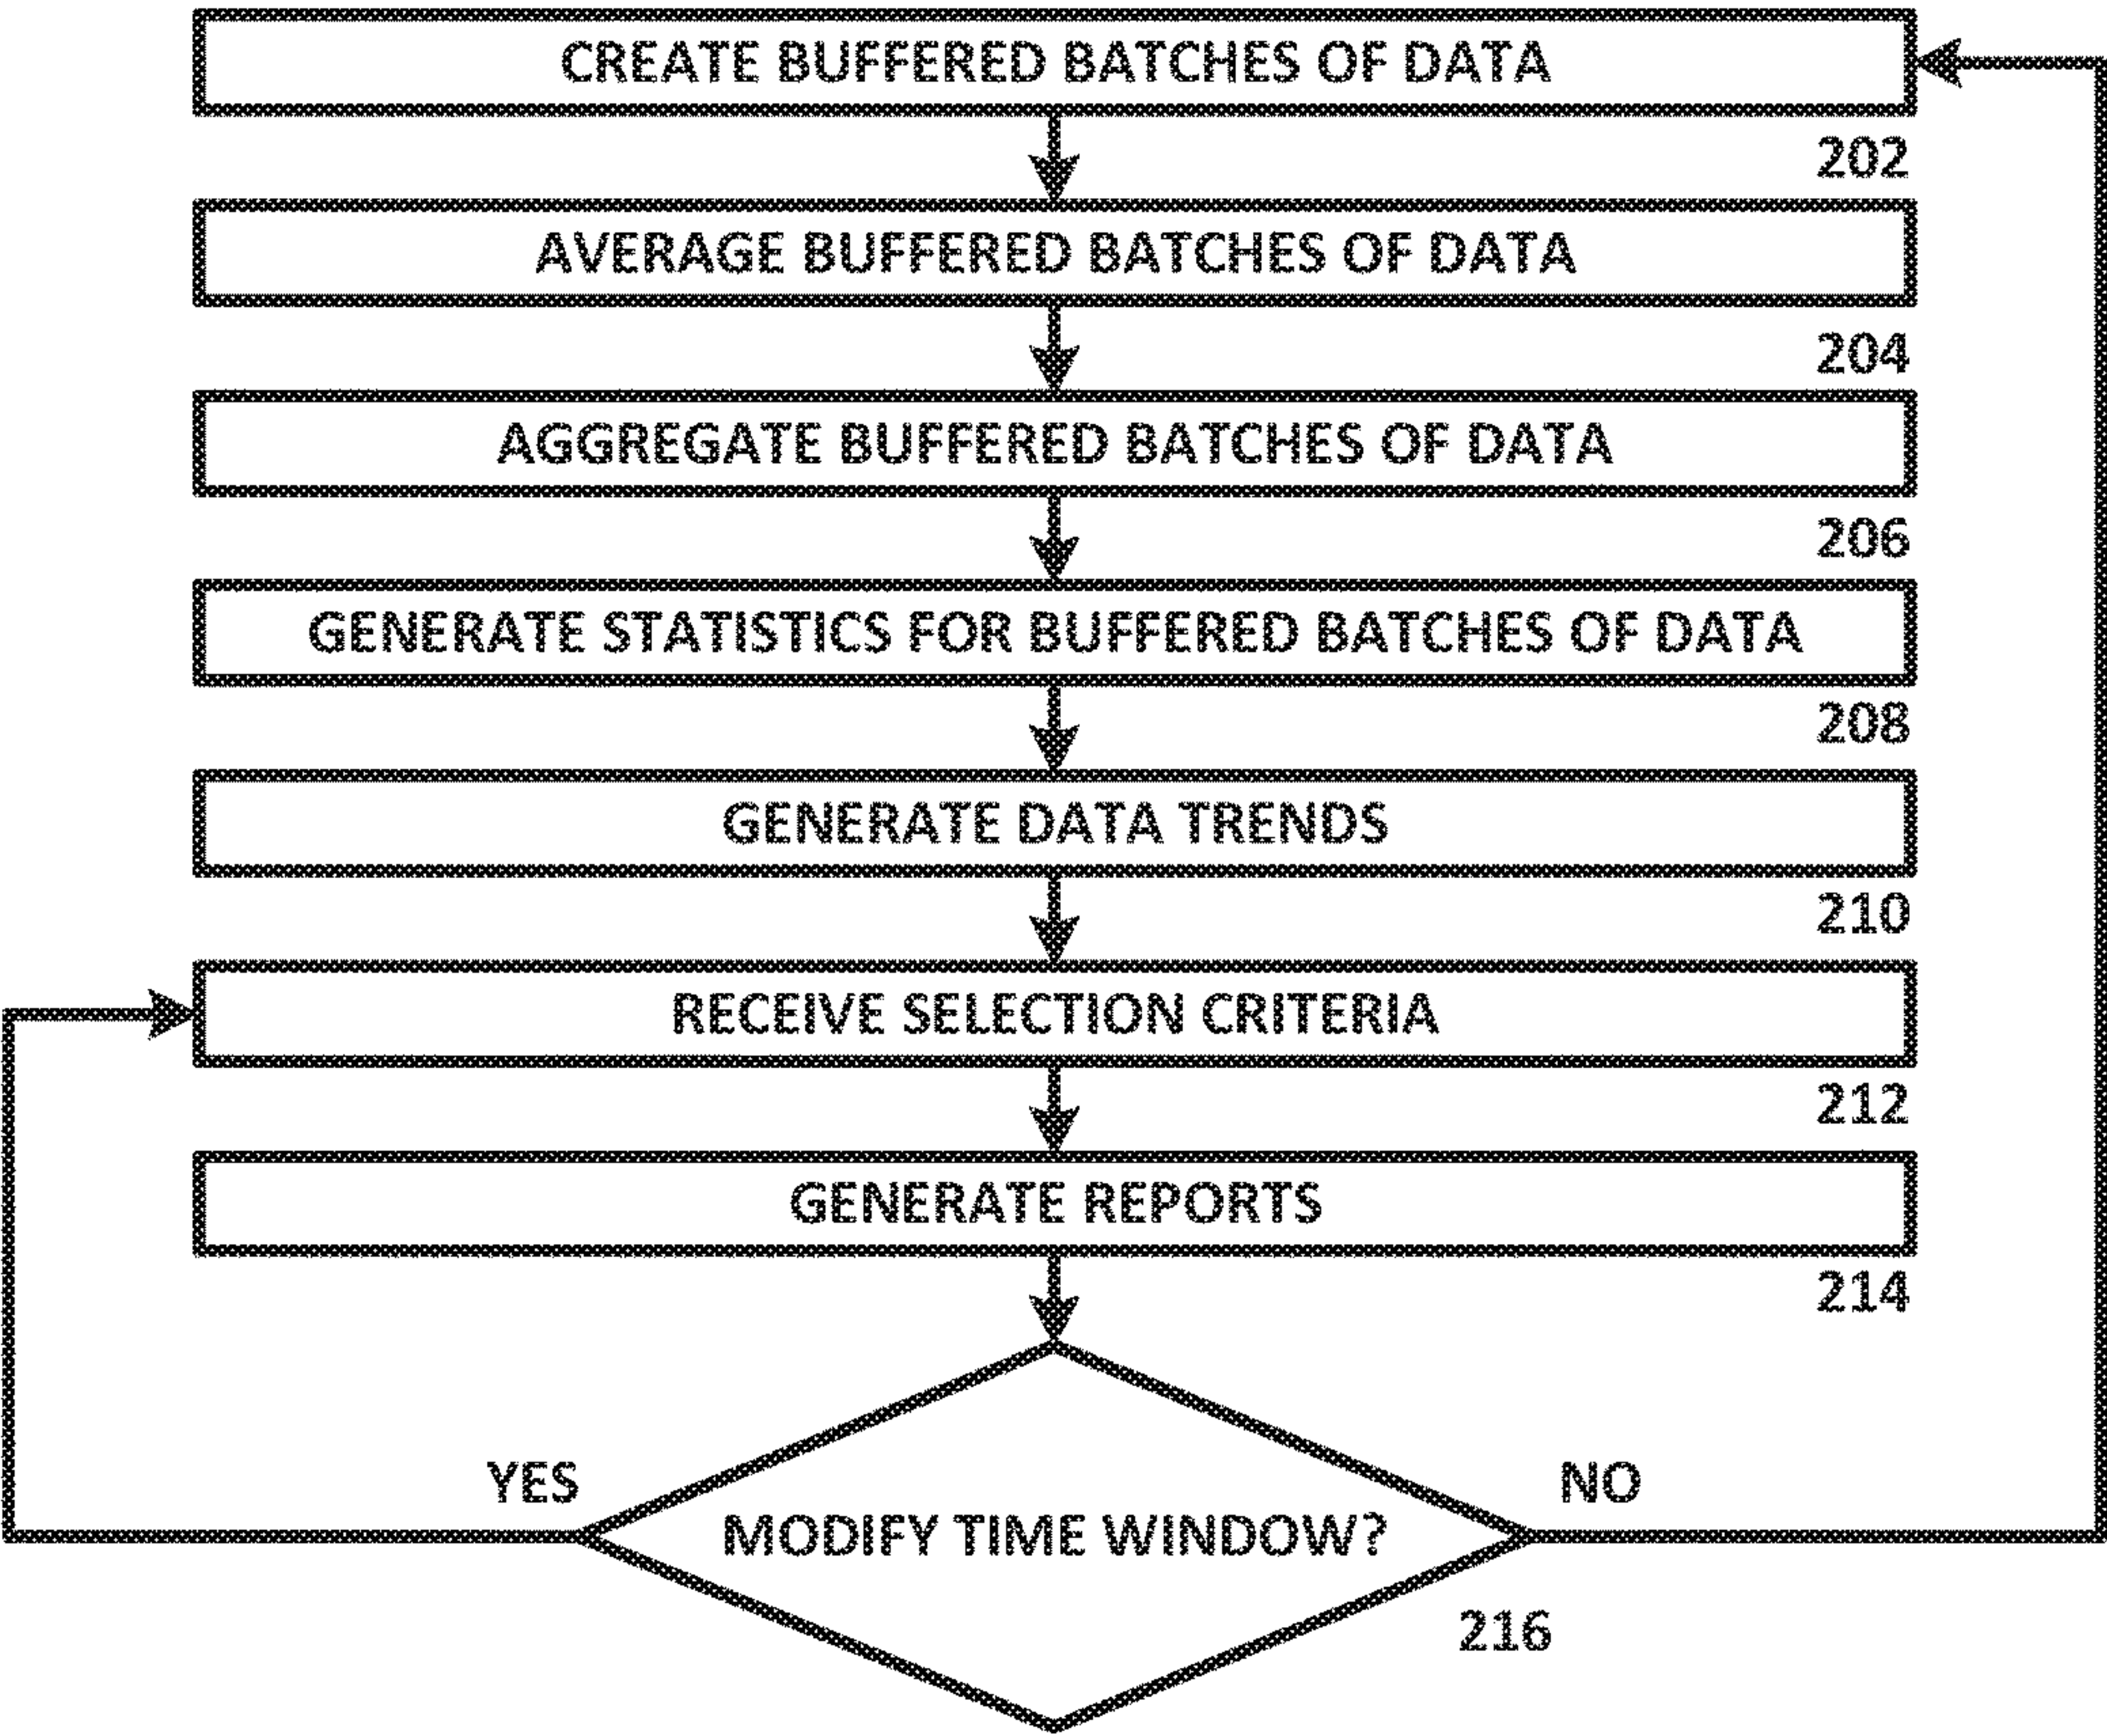 CREATE BUFFERED BATCHES OF DATA
202
AVERAGE BUFFERED BATCHES OF DATA
204
AGGREGATE BUFFERED BATCHES OF DATA
206
GENERATE STATISTICS FOR BUFFERED BATCHES OF DATA
208
GENERATE DATA TRENDS
210
RECEIVE SELECTION CRITERIA
212
GENERATE REPORTS
214
YES
NO
MODIFY TIME WINDOW?
216